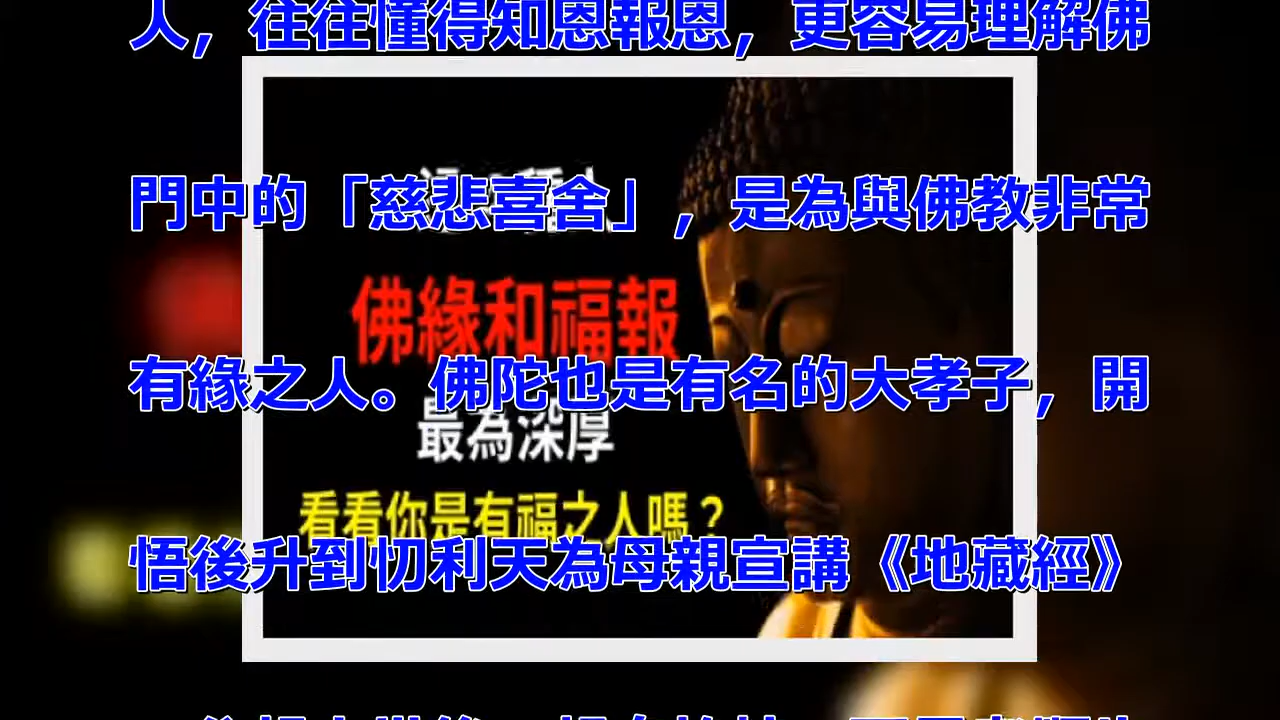 人，往往懂得知恩報恩，更容易理解佛
門中的「慈悲喜舍」，是為與佛教非常
佛緣和福報
有緣之人。佛陀也是有名的大孝子，開
最為深厚
看看你是有福之人嗎？
悟後升到忉利天為母親宣講《地藏經》